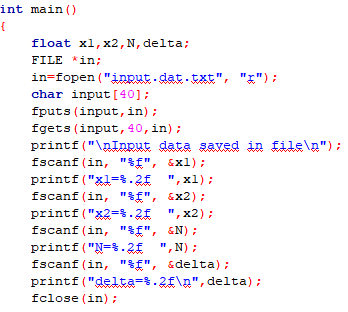 int main()
{
float x1,x2,N,delta;
FILE *in;
in=fopen("input.dat.txt", "r");
char input[40];
fputs(input,in);
fgets(input,40,in);
printf("\nInput data saved in file\n");
fscanf(in, "%f", &x1);
printf("x1=%.2f  ",x1);
fscanf(in, "%f", &x2);
printf("x2=%.2f  ",x2);
fscanf(in, "%f", &N);
printf("N=%.2f  ",N);
fscanf(in, "%f", &delta);
printf("delta=%.2f\n",delta);
fclose(in);